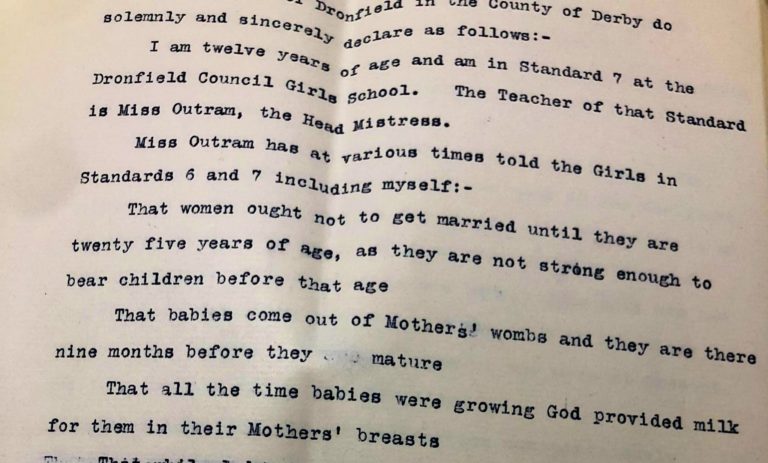 Dronfield in the County of Derby do
solemnly and sincerely declare as follows:-
I am twelve years of age and am in Standard 7 at the
Dronfield Council Girls School. The Teacher of that Standard
is Miss Outram, the Head Mistress.
Miss Outram has at various times told the Girls in
Standards 6 and 7 including myself:-
That women ought not to get married until they are
twenty five years of age, as they are not strong enough to
bear children before that age
That babies come out of Mothers' wombs and they are there
nine months before they mature
That all the time babies were growing God provided milk
for them in their Mothers' breasts